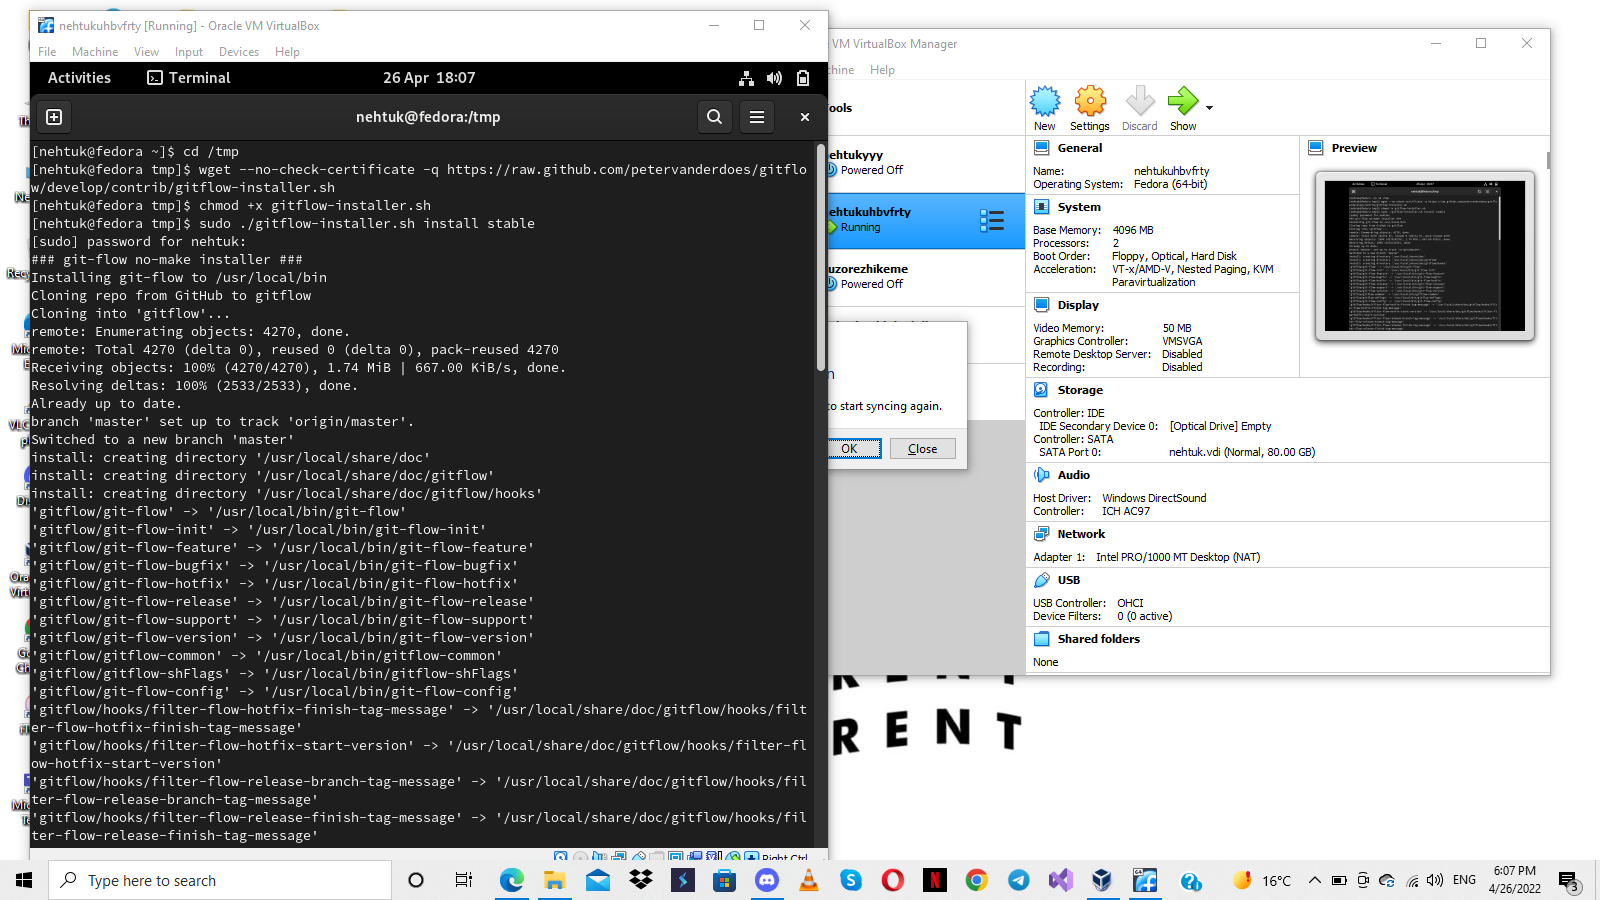 nehtukuhbvfrty [Running] - Oracle VM VirtualBox
File Machine View Input Devices Help
Activities Terminal 26 Apr 18:07
nehtuk@fedora:/tmp
[nehtuk@fedora ~]$ cd /tmp
[nehtuk@fedora tmp]$ wget --no-check-certificate -q https://raw.github.com/petervanderdoes/gitflo
w/develop/contrib/gitflow-installer.sh
[nehtuk@fedora tmp]$ chmod +x gitflow-installer.sh
[nehtuk@fedora tmp]$ sudo ./gitflow-installer.sh install stable
[sudo] password for nehtuk:
### git-flow no-make installer ###
Installing git-flow to /usr/local/bin
Cloning repo from GitHub to gitflow
Cloning into 'gitflow'...
remote: Enumerating objects: 4270, done.
remote: Total 4270 (delta 0), reused 0 (delta 0), pack-reused 4270
Receiving objects: 100% (4270/4270), 1.74 MiB | 667.00 KiB/s, done.
Resolving deltas: 100% (2533/2533), done.
Already up to date.
branch 'master' set up to track 'origin/master'.
Switched to a new branch 'master'
install: creating directory '/usr/local/share/doc'
install: creating directory '/usr/local/share/doc/gitflow'
install: creating directory '/usr/local/share/doc/gitflow/hooks'
'gitflow/git-flow' -> '/usr/local/bin/git-flow'
'gitflow/git-flow-init' -> '/usr/local/bin/git-flow-init'
'gitflow/git-flow-feature' -> '/usr/local/bin/git-flow-feature'
'gitflow/git-flow-bugfix' -> '/usr/local/bin/git-flow-bugfix'
'gitflow/git-flow-hotfix' -> '/usr/local/bin/git-flow-hotfix'
'gitflow/git-flow-release' -> '/usr/local/bin/git-flow-release'
'gitflow/git-flow-support' -> '/usr/local/bin/git-flow-support'
'gitflow/git-flow-version' -> '/usr/local/bin/git-flow-version'
'gitflow/gitflow-common' -> '/usr/local/bin/gitflow-common'
'gitflow/gitflow-shFlags' -> '/usr/local/bin/gitflow-shFlags'
'gitflow/git-flow-config' -> '/usr/local/bin/git-flow-config'
'gitflow/hooks/filter-flow-hotfix-finish-tag-message' -> '/usr/local/share/doc/gitflow/hooks/filt
er-flow-hotfix-finish-tag-message'
'gitflow/hooks/filter-flow-hotfix-start-version' -> '/usr/local/share/doc/gitflow/hooks/filter-fl
ow-hotfix-start-version'
'gitflow/hooks/filter-flow-release-branch-tag-message' -> '/usr/local/share/doc/gitflow/hooks/fil
ter-flow-release-branch-tag-message'
'gitflow/hooks/filter-flow-release-finish-tag-message' -> '/usr/local/share/doc/gitflow/hooks/fil
ter-flow-release-finish-tag-message'
Right Ctrl
VM VirtualBox Manager
chine Help
ools
New Settings Discard Show
ehtukyyy
Powered Off
ehtukuhbvfrty
Running
uzorezhikeme
Powered Off
n
to start syncing again.
OK Close
General
Name: nehtukuhbvfrty
Operating System: Fedora (64-bit)
System
Base Memory: 4096 MB
Processors: 2
Boot Order: Floppy, Optical, Hard Disk
Acceleration: VT-x/AMD-V, Nested Paging, KVM
Paravirtualization
Display
Video Memory: 50 MB
Graphics Controller: VMSVGA
Remote Desktop Server: Disabled
Recording: Disabled
Storage
Controller: IDE
IDE Secondary Device 0: [Optical Drive] Empty
Controller: SATA
SATA Port 0: nehtuk.vdi (Normal, 80.00 GB)
Audio
Host Driver: Windows DirectSound
Controller: ICH AC97
Network
Adapter 1: Intel PRO/1000 MT Desktop (NAT)
USB
USB Controller: OHCI
Device Filters: 0 (0 active)
Shared folders
None
Preview
RENT
Type here to search
16°C
ENG
6:07 PM
4/26/2022
3